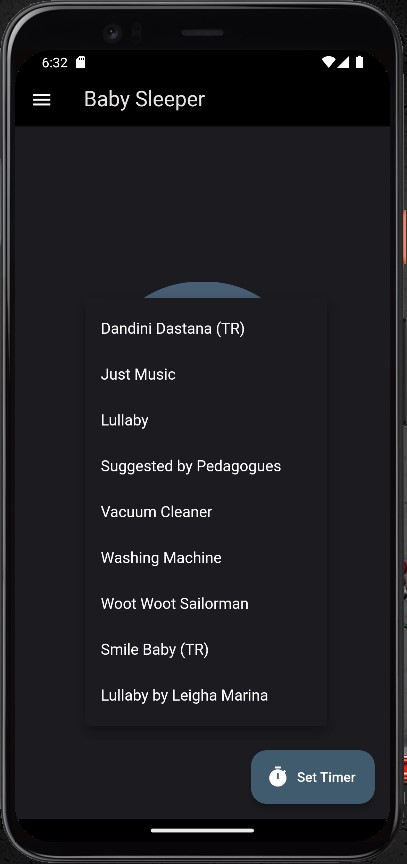 6:32
Baby Sleeper
Dandini Dastana (TR)
Just Music
Lullaby
Suggested by Pedagogues
Vacuum Cleaner
Washing Machine
Woot Woot Sailorman
Smile Baby (TR)
Lullaby by Leigha Marina
Set Timer